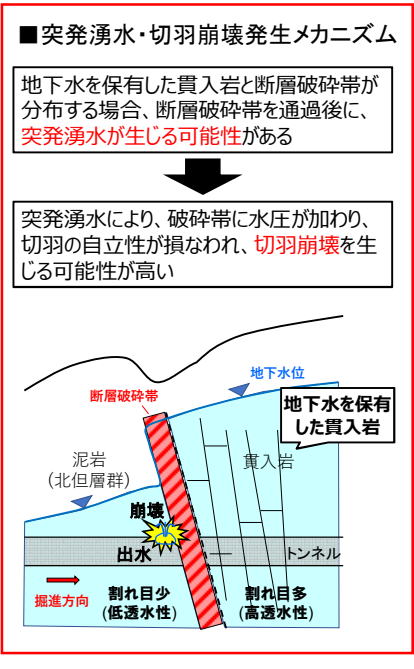 ■突発湧水・切羽崩壊発生メカニズム
地下水を保有した貫入岩と断層破砕帯が
分布する場合、断層破砕帯を通過後に、
突発湧水が生じる可能性がある
突発湧水により、破砕帯に水圧が加わり、
切羽の自立性が損なわれ、切羽崩壊を生
じる可能性が高い
地下水位
断層破砕帯
地下水を保有
した貫入岩
泥岩
(北但層群)
貫入岩
崩壊
出水
トンネル
掘進方向
割れ目少
(低透水性)
割れ目多
(高透水性)